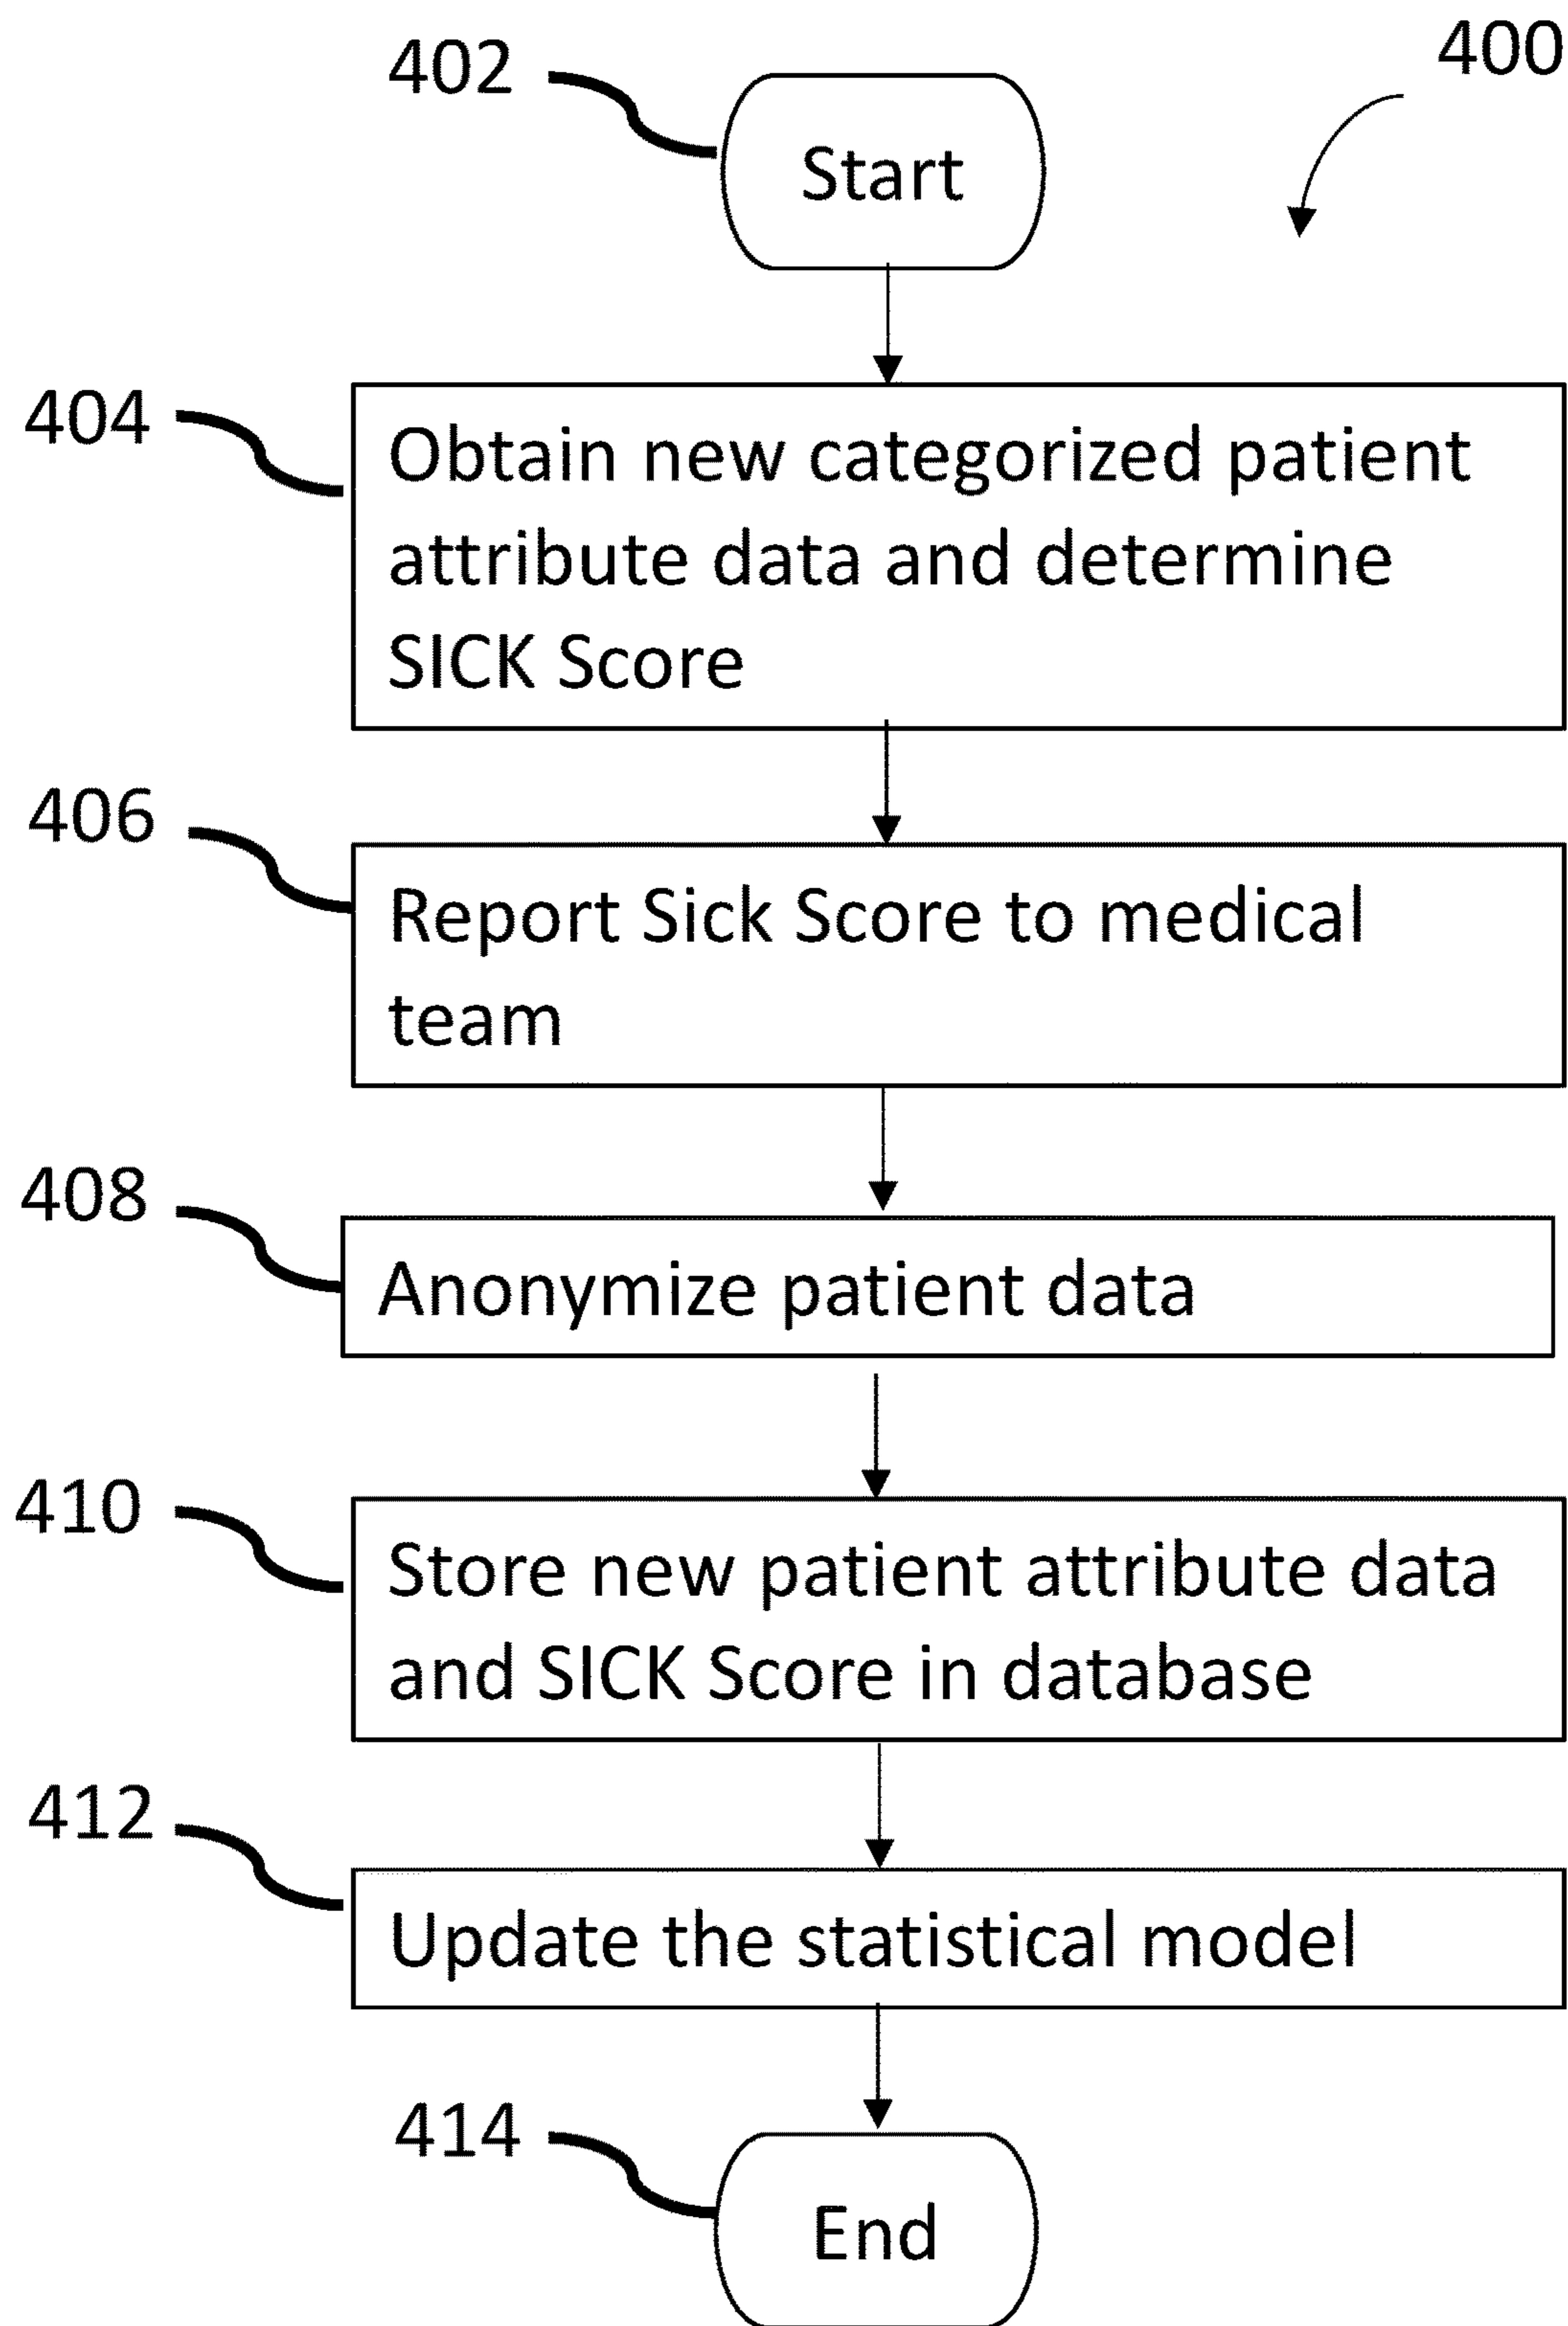 400
402
Start
404
Obtain new categorized patient
attribute data and determine
SICK Score
406
Report Sick Score to medical
team
408
Anonymize patient data
410
Store new patient attribute data
and SICK Score in database
412
Update the statistical model
414
End